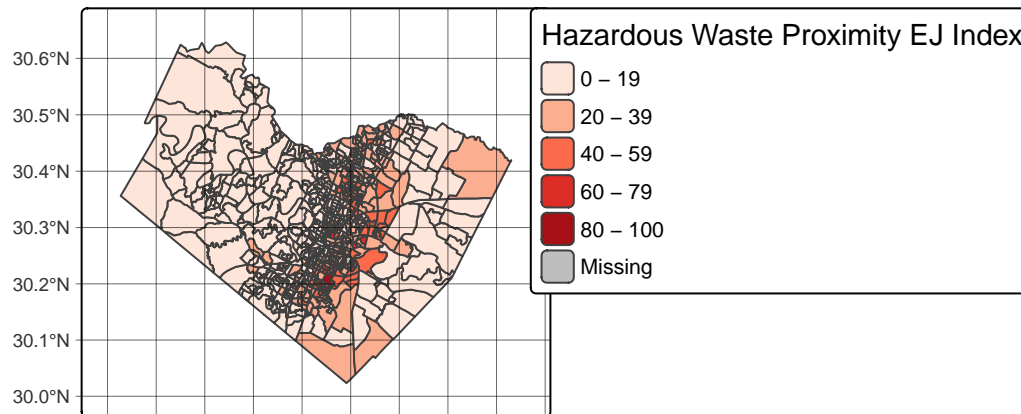 30.6°N
30.5°N
30.4°N
30.3°N
30.2°N
30.1°N
30.0°N
Hazardous Waste Proximity EJ Index
0 – 19
20 – 39
40 – 59
60 – 79
80 – 100
Missing